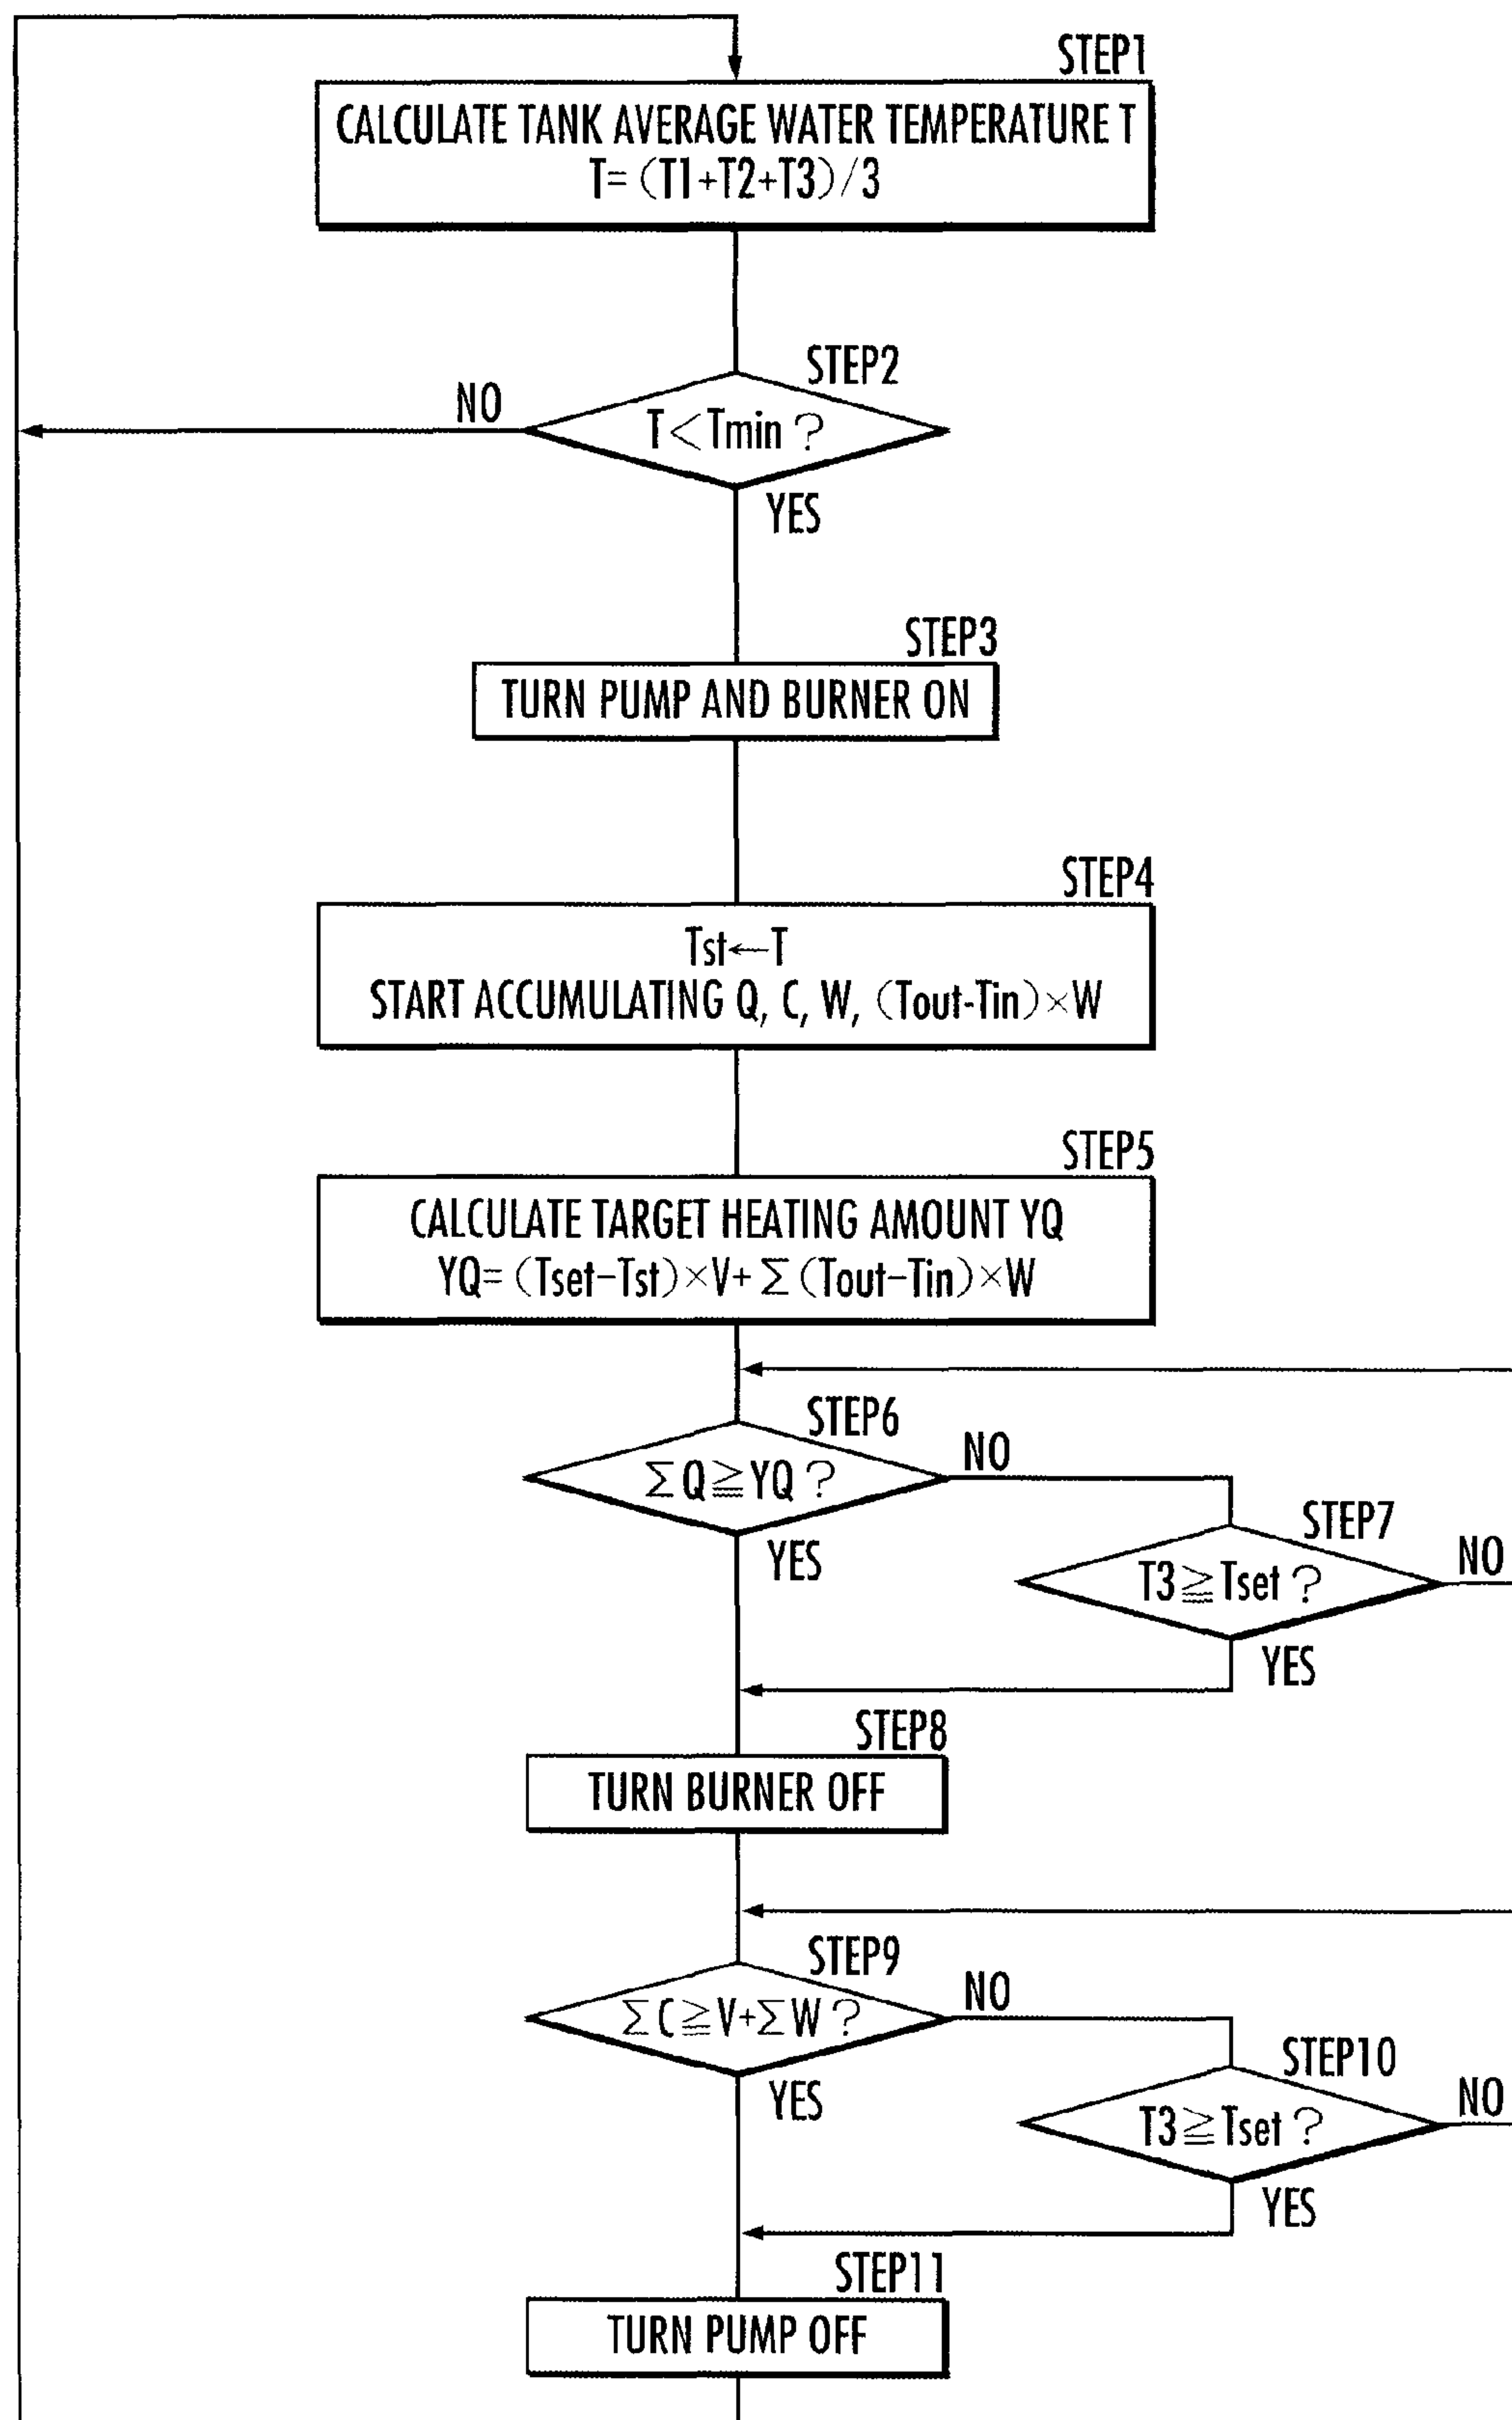 STEP1
CALCULATE TANK AVERAGE WATER TEMPERATURE T
T=(T1+T2+T3)/3
STEP2
NO
T<Tmin?
YES
STEP3
TURN PUMP AND BURNER ON
STEP4
Tst←T
START ACCUMULATING Q, C, W, (Tout-Tin)×W
STEP5
CALCULATE TARGET HEATING AMOUNT YQ
YQ=(Tset-Tst)×V+Σ(Tout-Tin)×W
STEP6
NO
ΣQ≧YQ?
STEP7
YES
NO
T3≧Tset?
YES
STEP8
TURN BURNER OFF
STEP9
NO
ΣC≧V+ΣW?
STEP10
YES
NO
T3≧Tset?
YES
STEP11
TURN PUMP OFF